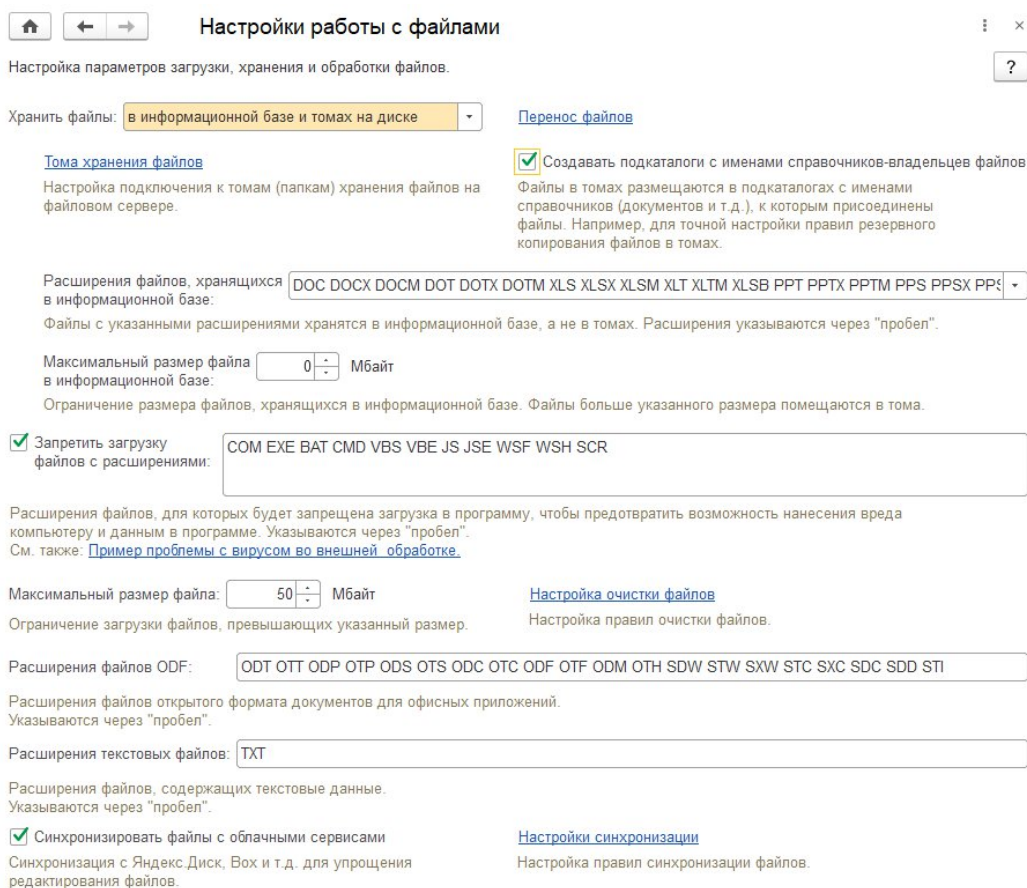 Настройки работы с файлами
Настройка параметров загрузки, хранения и обработки файлов.
?
Хранить файлы: в информационной базе и томах на диске
Перенос файлов
Тома хранения файлов
Создавать подкаталоги с именами справочников-владельцев файлов
Настройка подключения к томам (папкам) хранения файлов на
файловом сервере.
Файлы в томах размещаются в подкаталогах с именами
справочников (документов и т.д.), к которым присоединены
файлы. Например, для точной настройки правил резервного
копирования файлов в томах.
Расширения файлов, хранящихся
в информационной базе:
DOC DOCX DOCM DOT DOTX DOTM XLS XLSX XLSM XLT XLTM XLSB PPT PPTX PPTM PPS PPSX
Файлы с указанными расширениями хранятся в информационной базе, а не в томах. Расширения указываются через "пробел".
Максимальный размер файла
в информационной базе:
0 Мбайт
Ограничение размера файлов, хранящихся в информационной базе. Файлы больше указанного размера помещаются в тома.
Запретить загрузку
файлов с расширениями:
COM EXE BAT CMD VBS VBE JS JSE WSF WSH SCR
Расширения файлов, для которых будет запрещена загрузка в программу, чтобы предотвратить возможность нанесения вреда
компьютеру и данным в программе. Указываются через "пробел".
См. также: Пример проблемы с вирусом во внешней обработке.
Максимальный размер файла: 50 Мбайт
Настройка очистки файлов
Ограничение загрузки файлов, превышающих указанный размер.
Настройка правил очистки файлов.
Расширения файлов ODF: ODT OTT ODP OTP ODS OTS ODC OTC ODF OTF ODM OTH SDW STW SXW STC SXC SDC SDD STI
Расширения файлов открытого формата документов для офисных приложений.
Указываются через "пробел".
Расширения текстовых файлов: TXT
Расширения файлов, содержащих текстовые данные.
Указываются через "пробел".
Синхронизировать файлы с облачными сервисами
Настройки синхронизации
Синхронизация с Яндекс.Диск, Box и т.д. для упрощения
редактирования файлов.
Настройка правил синхронизации файлов.